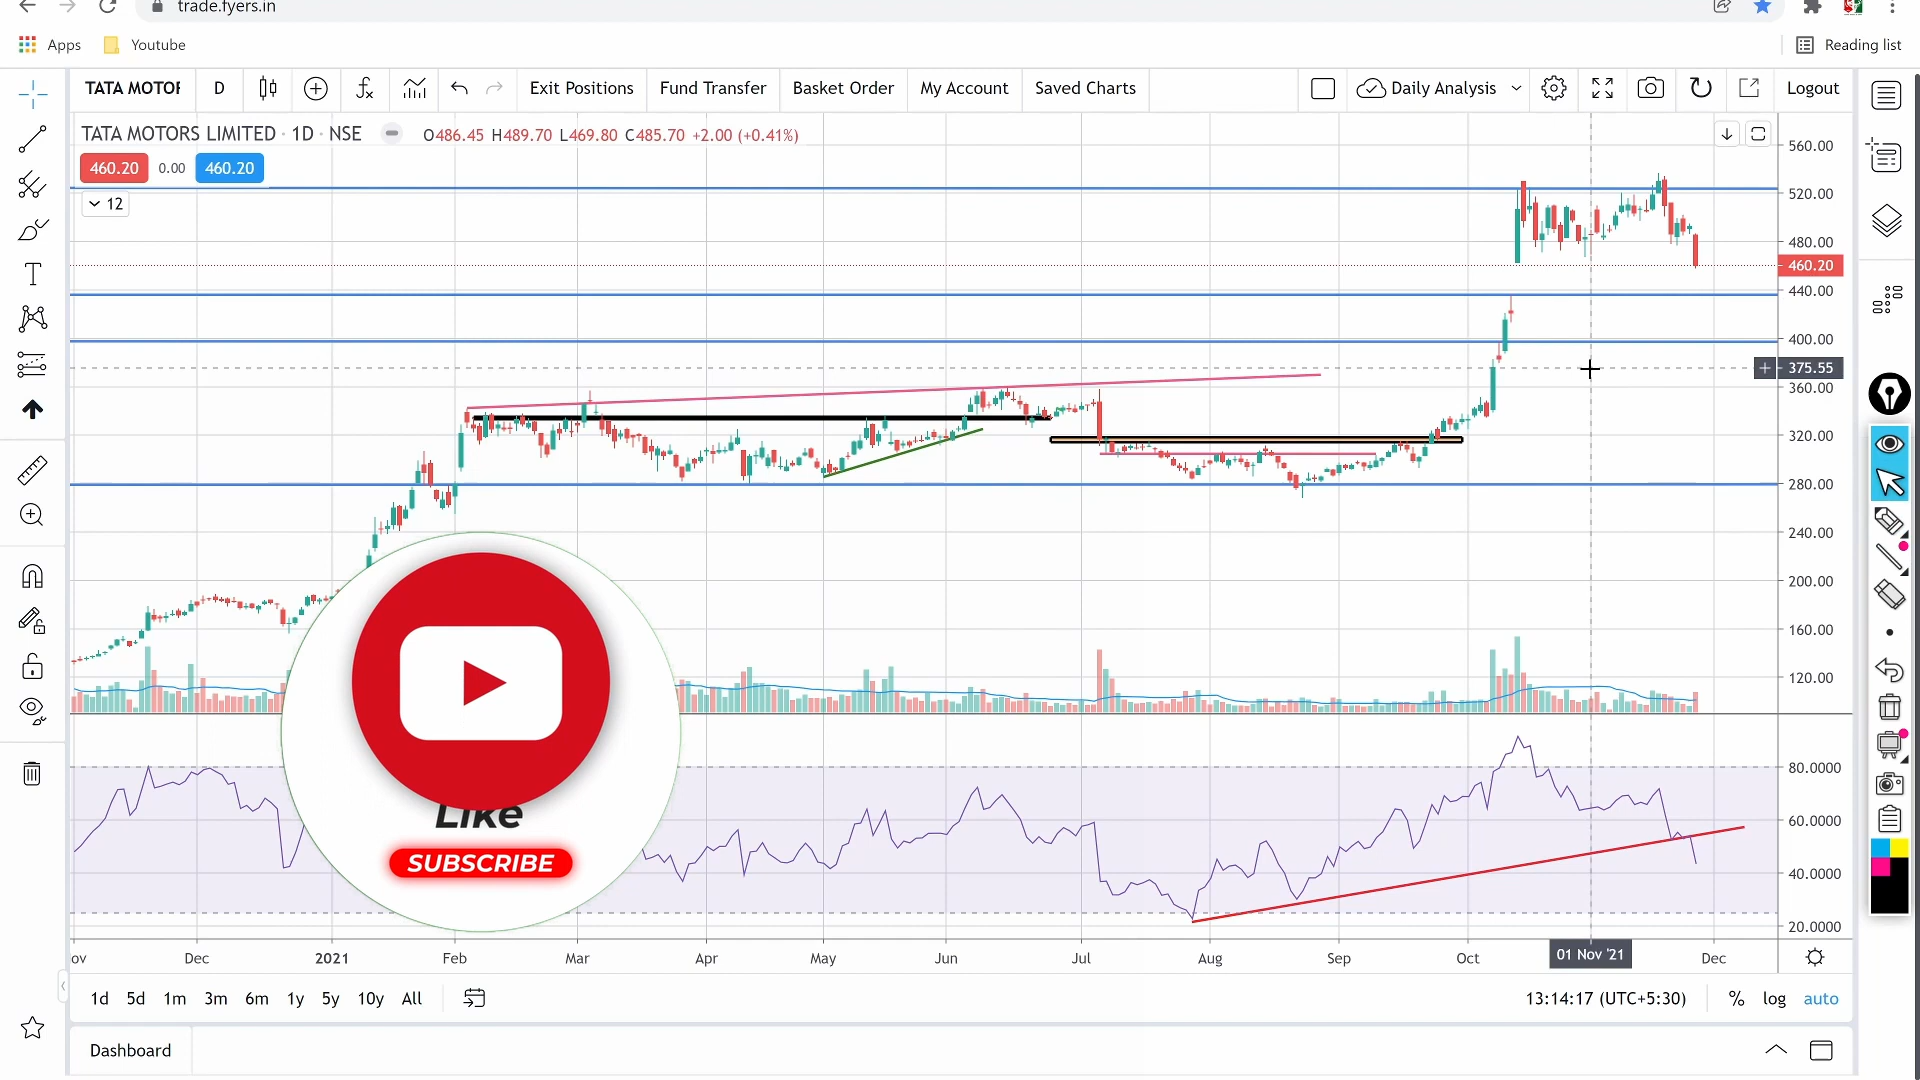 trade.fyers.in
Apps Youtube Reading list
TATA MOTOR D Exit Positions Fund Transfer Basket Order My Account Saved Charts Daily Analysis Logout
TATA MOTORS LIMITED · 1D · NSE O486.45 H489.70 L469.80 C485.70 +2.00 (+0.41%)
460.20 0.00 460.20
12
560.00
520.00
480.00
460.20
440.00
400.00
375.55
360.00
320.00
280.00
240.00
200.00
160.00
120.00
Like
SUBSCRIBE
80.0000
60.0000
40.0000
20.0000
ov Dec 2021 Feb Mar Apr May Jun Jul Aug Sep Oct 01 Nov '21 Dec
1d 5d 1m 3m 6m 1y 5y 10y All 13:14:17 (UTC+5:30) % log auto
Dashboard